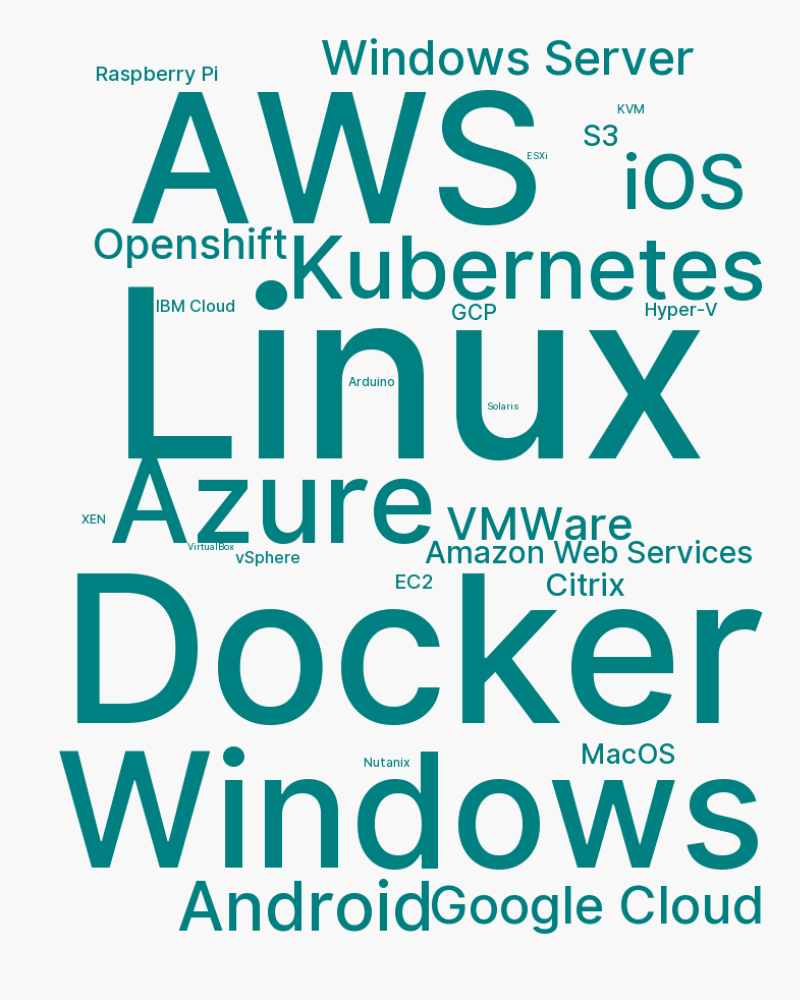 Windows Server
Raspberry Pi
AWS
KVM
S3
ESXi
iOS
Openshift
Kubernetes
Linux
IBM Cloud
GCP
Hyper-V
Arduino
Solaris
Azure
XEN
VMWare
VirtualBox
vSphere
Amazon Web Services
EC2
Citrix
Docker
Windows
Nutanix
MacOS
Android
Google Cloud